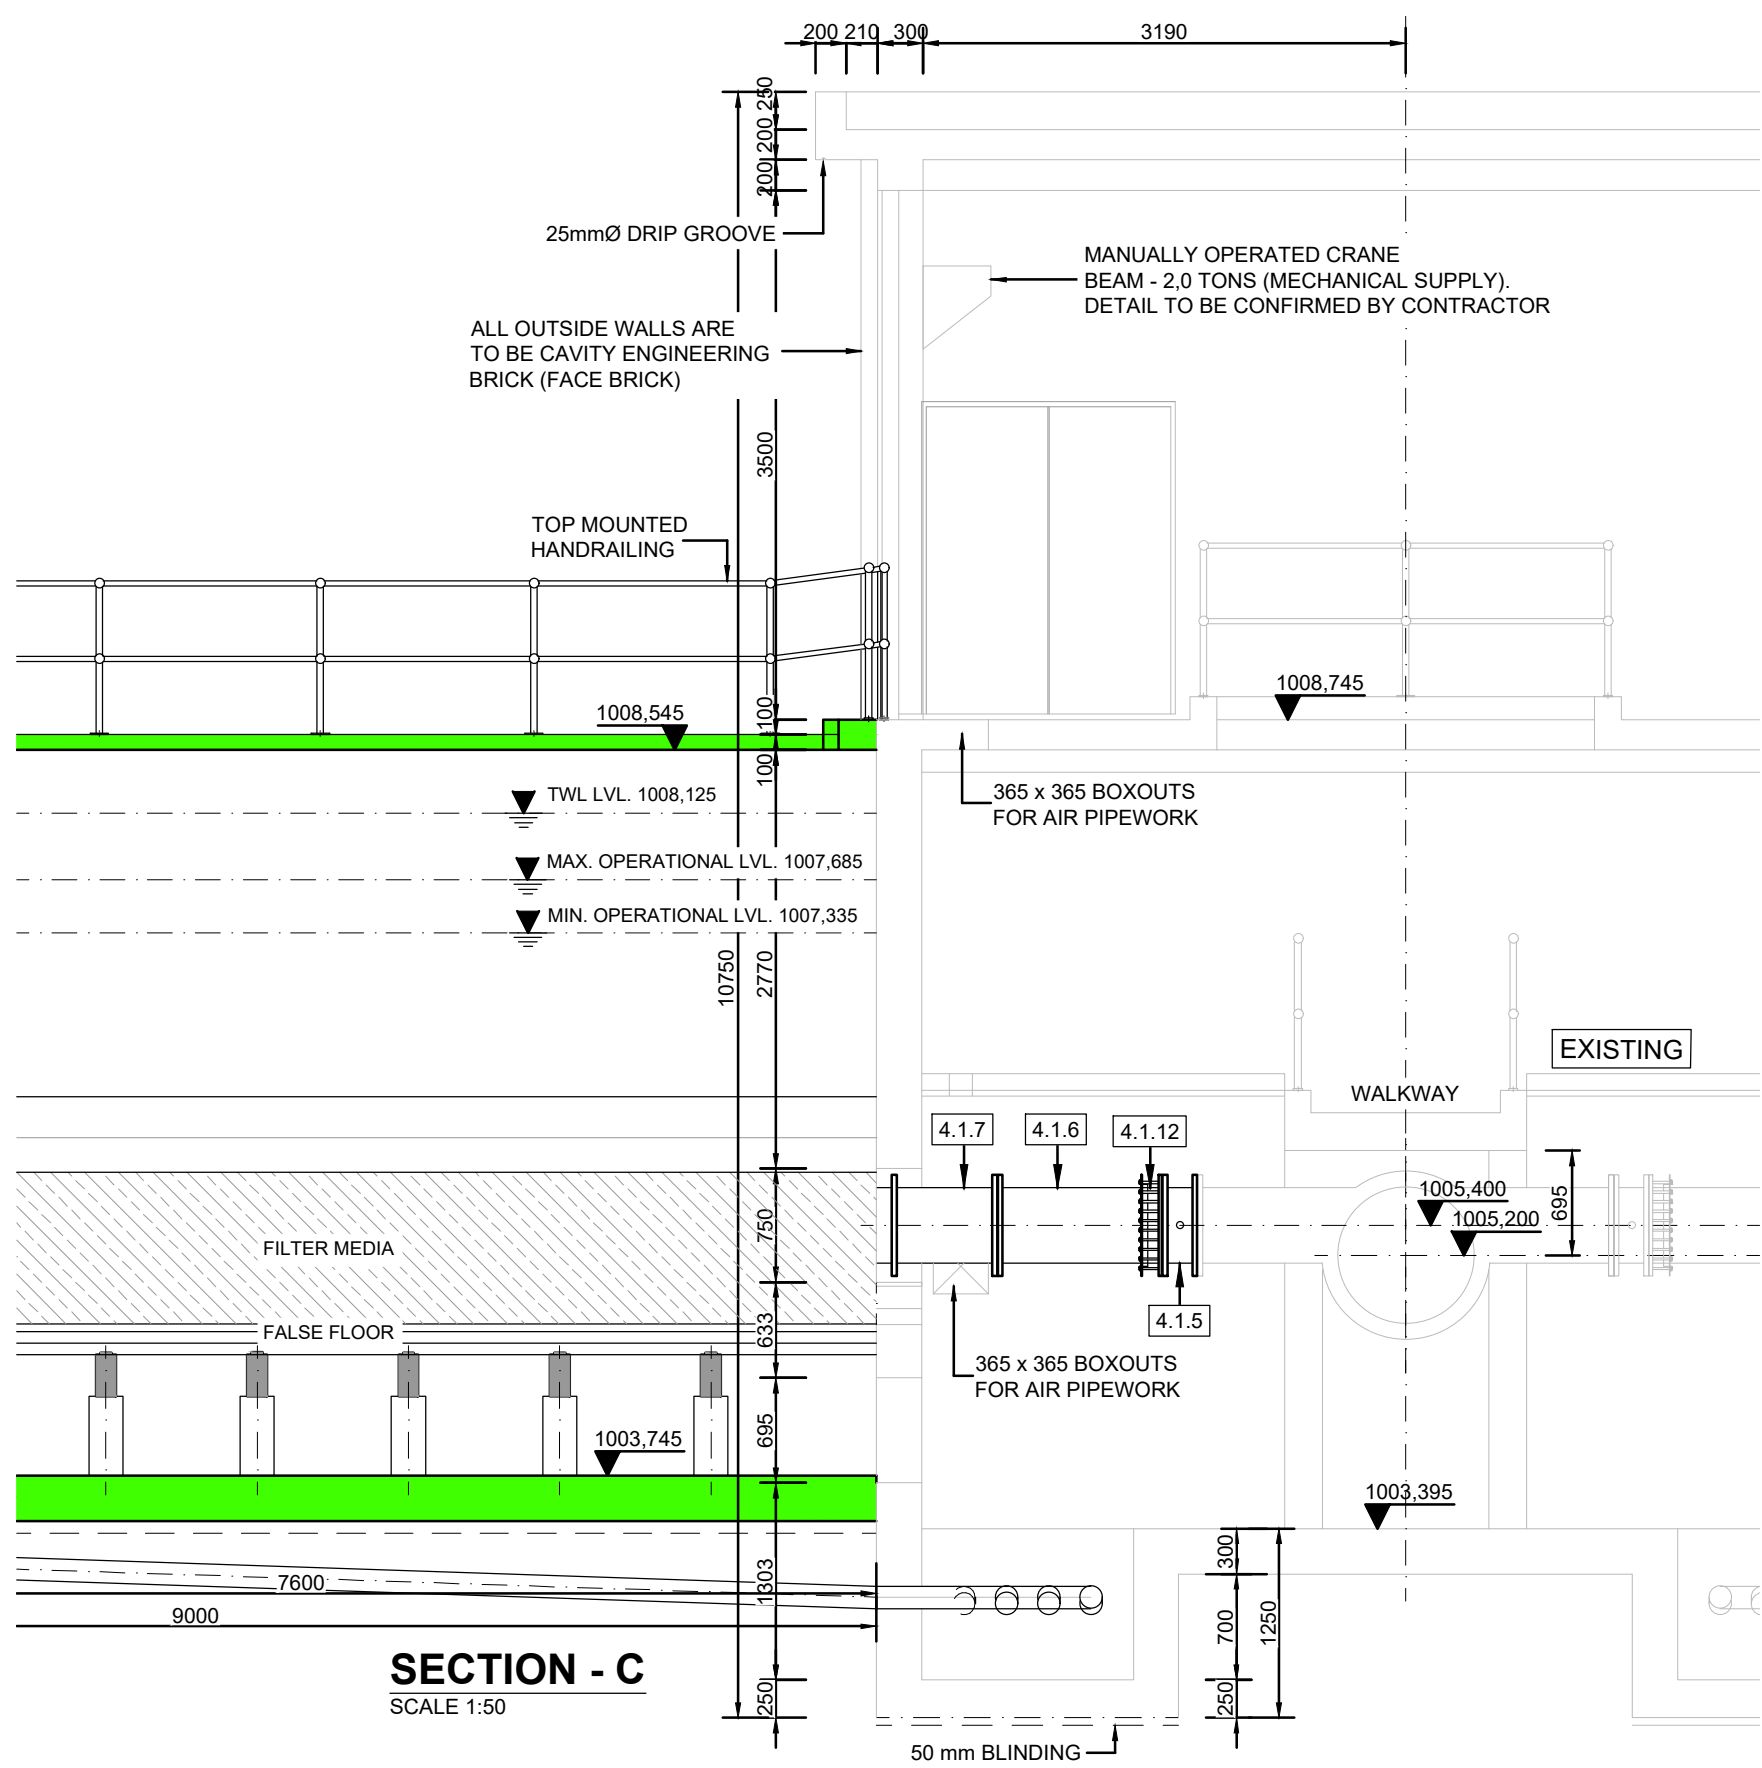 200 210 300 3190
250
200
200
25mmØ DRIP GROOVE
MANUALLY OPERATED CRANE
BEAM - 2,0 TONS (MECHANICAL SUPPLY).
DETAIL TO BE CONFIRMED BY CONTRACTOR
ALL OUTSIDE WALLS ARE
TO BE CAVITY ENGINEERING
BRICK (FACE BRICK)
3500
TOP MOUNTED
HANDRAILING
1008,745
1008,545
100
100
365 x 365 BOXOUTS
FOR AIR PIPEWORK
TWL LVL. 1008,125
MAX. OPERATIONAL LVL. 1007,685
MIN. OPERATIONAL LVL. 1007,335
10750
2770
EXISTING
WALKWAY
4.1.7
4.1.6
4.1.12
1005,400
1005,200
695
750
FILTER MEDIA
4.1.5
FALSE FLOOR
633
365 x 365 BOXOUTS
FOR AIR PIPEWORK
695
1003,745
1003,395
300
7600
1303
9000
700
1250
SECTION - C
SCALE 1:50
250
250
50 mm BLINDING